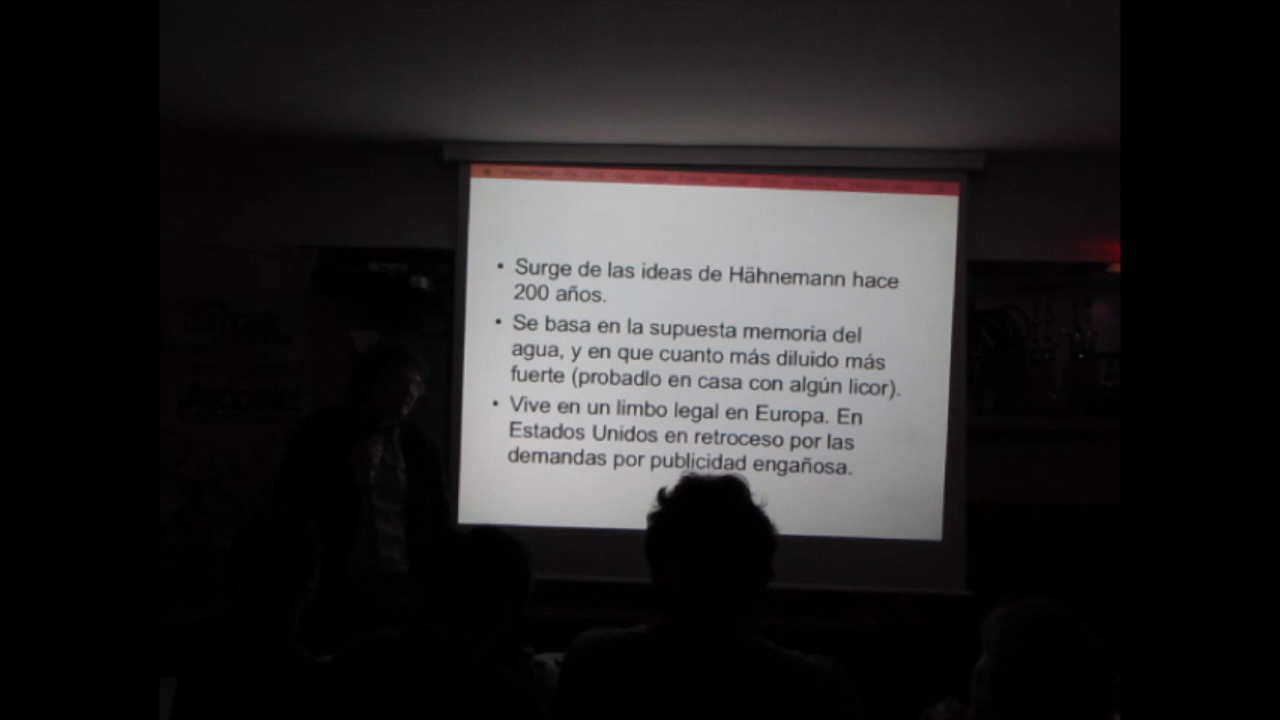 • Surge de las ideas de Hähnemann hace
200 años.
• Se basa en la supuesta memoria del
agua, y en que cuanto más diluido más
fuerte (probadlo en casa con algún licor).
• Vive en un limbo legal en Europa. En
Estados Unidos en retroceso por las
demandas por publicidad engañosa.